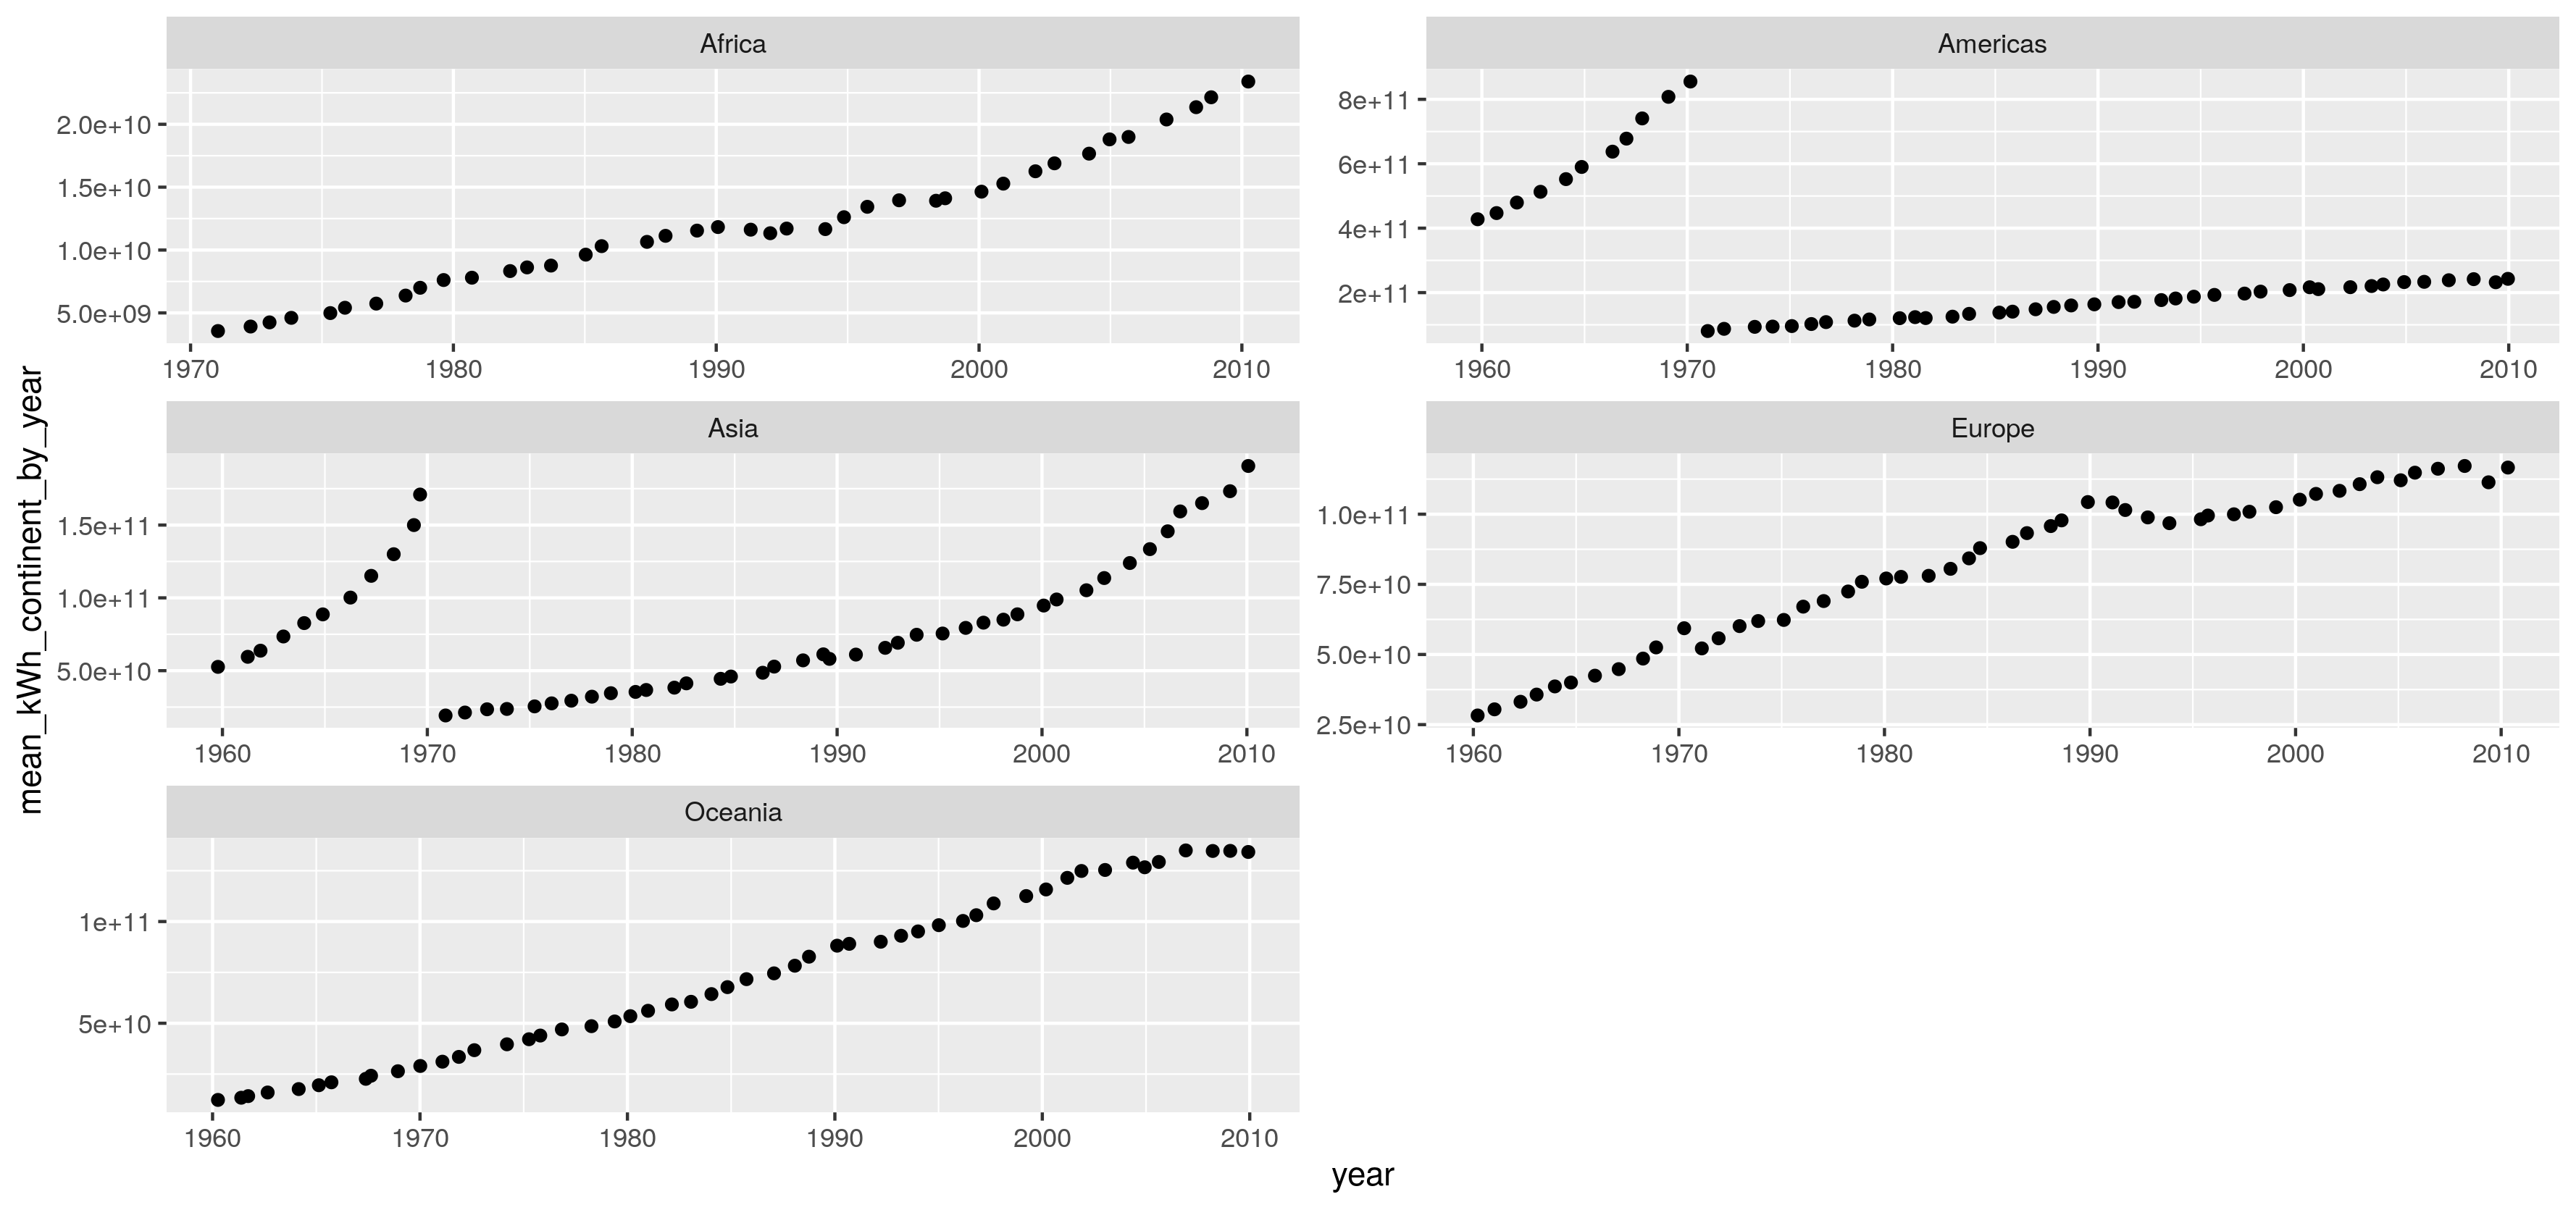 Africa
Americas
2.0e+10
1.5e+10
1.0e+10
5.0e+09
1970 1980 1990 2000 2010
8e+11
6e+11
4e+11
2e+11
1960 1970 1980 1990 2000 2010
Asia
Europe
1.5e+11
1.0e+11
5.0e+10
1960 1970 1980 1990 2000 2010
1.0e+11
7.5e+10
5.0e+10
2.5e+10
1960 1970 1980 1990 2000 2010
Oceania
1e+11
5e+10
1960 1970 1980 1990 2000 2010
mean_kWh_continent_by_year
year